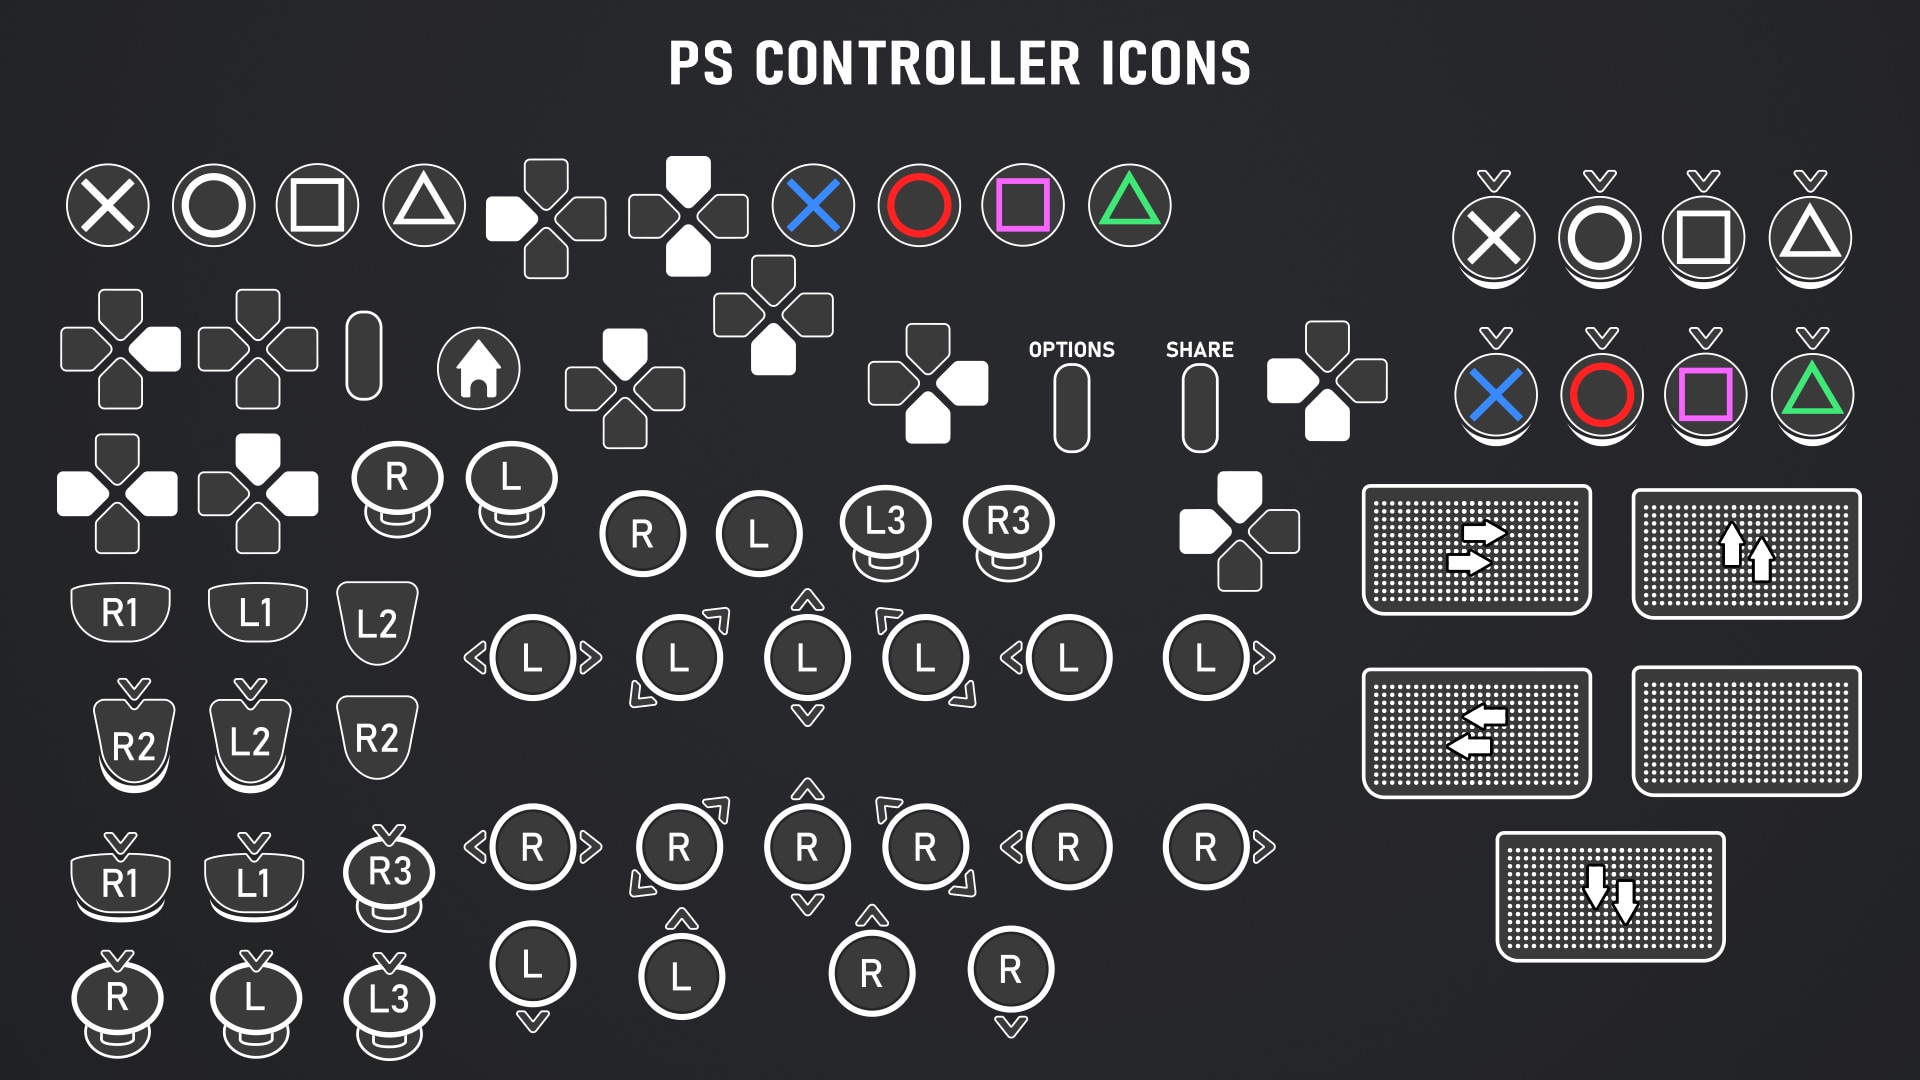 PS CONTROLLER ICONS
OPTIONS SHARE
R L
R L L3 R3
R1 L1 L2
L L L L L L
R2 L2 R2
R R R R R R
R1 L1 R3
L L R R
R L L3